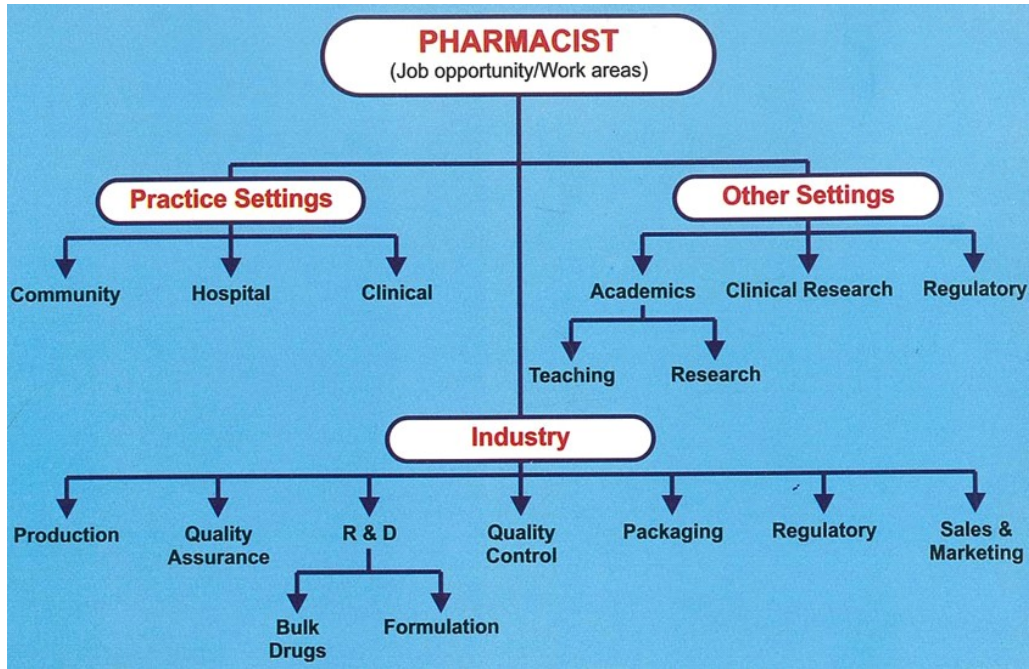 PHARMACIST
(Job opportunity/Work areas)
Practice Settings
Other Settings
Community
Hospital
Clinical
Academics
Clinical Research
Regulatory
Teaching
Research
Industry
Production
Quality
Assurance
R & D
Quality
Control
Packaging
Regulatory
Sales &
Marketing
Bulk
Drugs
Formulation